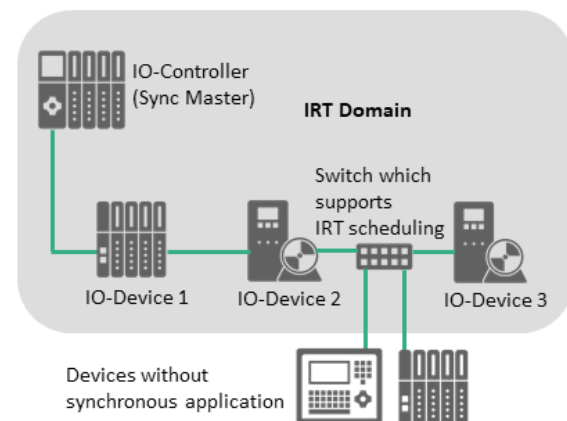 IO-Controller
(Sync Master)
IRT Domain
Switch which
supports
IRT scheduling
IO-Device 1
IO-Device 2
IO-Device 3
Devices without
synchronous application